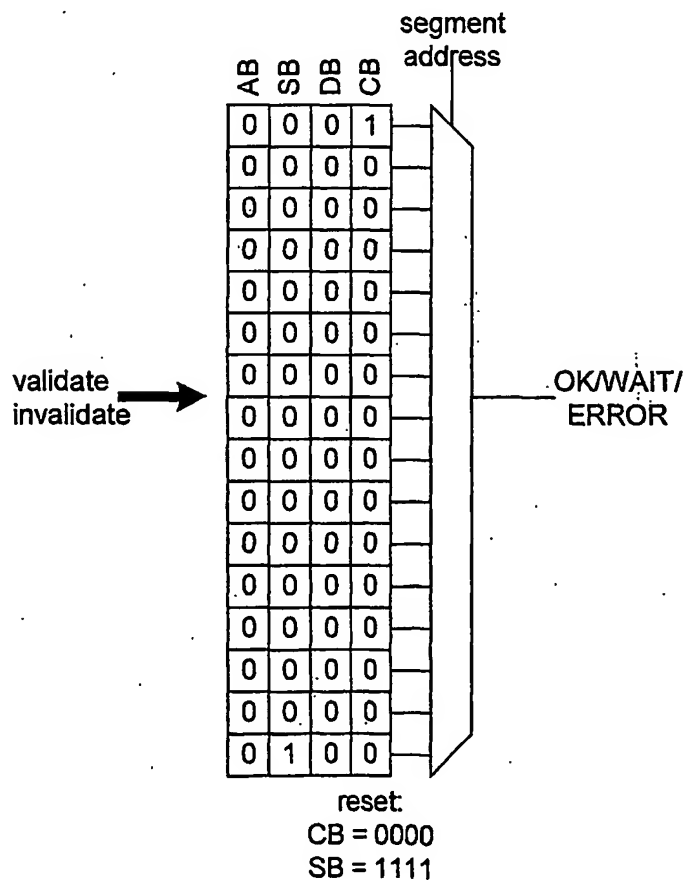 segment
address
AB SB DB CB
0 0 0 1
0 0 0 0
0 0 0 0
0 0 0 0
0 0 0 0
0 0 0 0
0 0 0 0
0 0 0 0
0 0 0 0
0 0 0 0
0 0 0 0
0 0 0 0
0 0 0 0
0 0 0 0
0 0 0 0
0 1 0 0
validate
invalidate
OK/WAIT/
ERROR
reset:
CB = 0000
SB = 1111